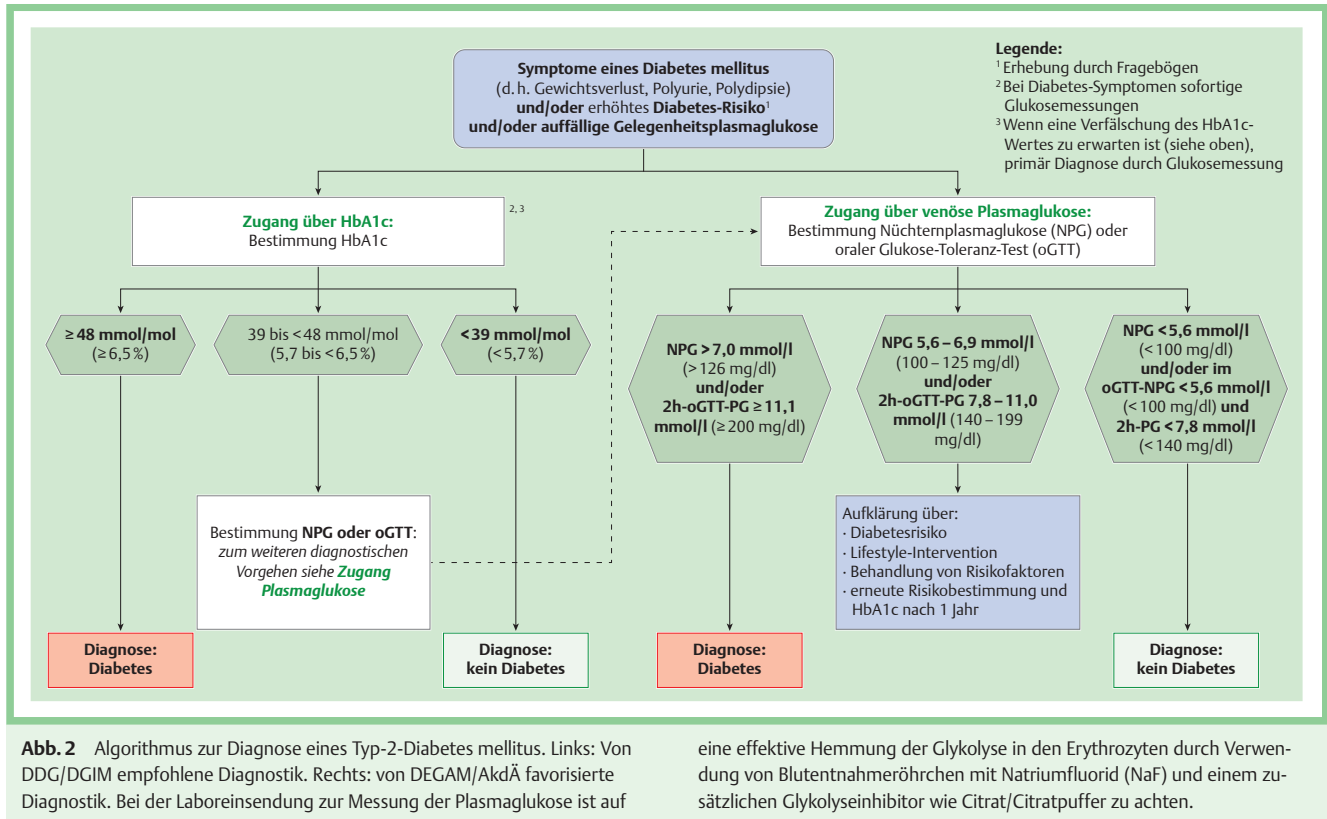 Symptome eines Diabetes mellitus
(d. h. Gewichtsverlust, Polyurie, Polydipsie)
und/oder erhöhtes Diabetes-Risiko¹
und/oder auffällige Gelegenheitsplasmaglukose
Legende:
¹ Erhebung durch Fragebögen
² Bei Diabetes-Symptomen sofortige
Glukosemessungen
³ Wenn eine Verfälschung des HbA1c-
Wertes zu erwarten ist (siehe oben),
primär Diagnose durch Glukosemessung
Zugang über HbA1c:
Bestimmung HbA1c
2, 3
Zugang über venöse Plasmaglukose:
Bestimmung Nüchternplasmaglukose (NPG) oder
oraler Glukose-Toleranz-Test (oGTT)
≥ 48 mmol/mol
(≥ 6,5 %)
39 bis < 48 mmol/mol
(5,7 bis < 6,5 %)
< 39 mmol/mol
(< 5,7 %)
NPG > 7,0 mmol/l
(> 126 mg/dl)
und/oder
2h-oGTT-PG ≥ 11,1
mmol/l (≥ 200 mg/dl)
NPG 5,6 – 6,9 mmol/l
(100 – 125 mg/dl)
und/oder
2h-oGTT-PG 7,8 – 11,0
mmol/l (140 – 199
mg/dl)
NPG < 5,6 mmol/l
(< 100 mg/dl)
und/oder im
oGTT-NPG < 5,6 mmol/l
(< 100 mg/dl) und
2h-PG < 7,8 mmol/l
(< 140 mg/dl)
Bestimmung NPG oder oGTT:
zum weiteren diagnostischen
Vorgehen siehe Zugang
Plasmaglukose
Aufklärung über:
· Diabetesrisiko
· Lifestyle-Intervention
· Behandlung von Risikofaktoren
· erneute Risikobestimmung und
HbA1c nach 1 Jahr
Diagnose:
Diabetes
Diagnose:
kein Diabetes
Diagnose:
Diabetes
Diagnose:
kein Diabetes
Abb. 2 Algorithmus zur Diagnose eines Typ-2-Diabetes mellitus. Links: Von
DDG/DGIM empfohlene Diagnostik. Rechts: von DEGAM/AkdÄ favorisierte
Diagnostik. Bei der Laboreinsendung zur Messung der Plasmaglukose ist auf
eine effektive Hemmung der Glykolyse in den Erythrozyten durch Verwen-
dung von Blutentnahmeröhrchen mit Natriumfluorid (NaF) und einem zu-
sätzlichen Glykolyseinhibitor wie Citrat/Citratpuffer zu achten.